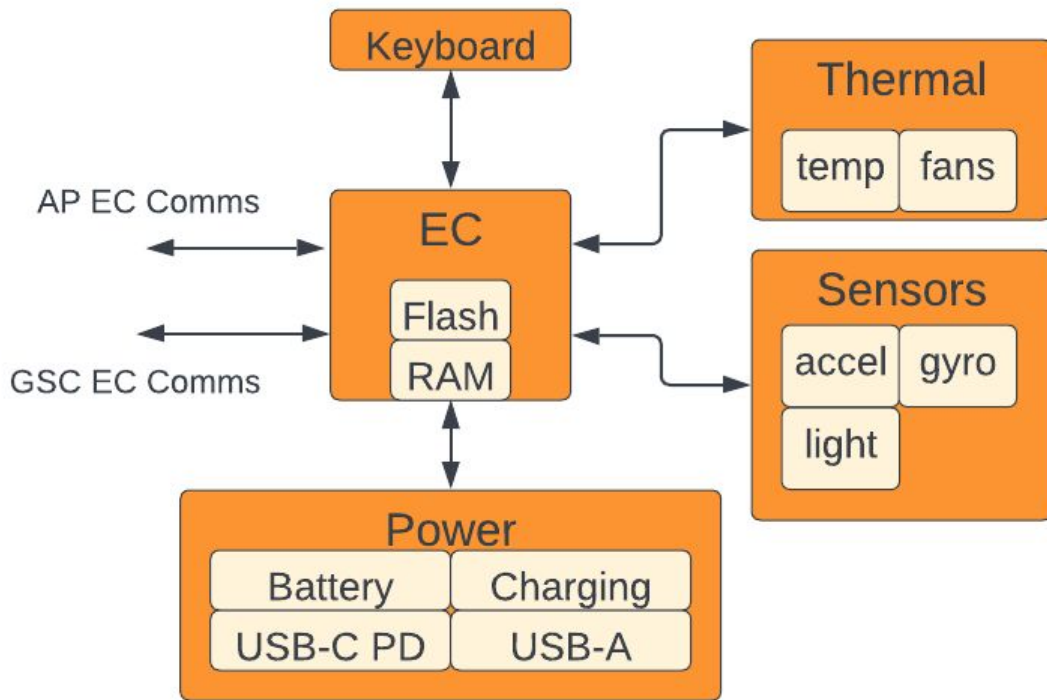 Keyboard
Thermal
temp fans
AP EC Comms
EC
Flash
RAM
GSC EC Comms
Sensors
accel gyro
light
Power
Battery Charging
USB-C PD USB-A